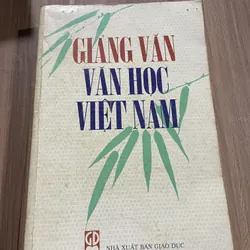 GIẢNG VĂN
VĂN HỌC
VIỆT NAM
NHÀ XUẤT BẢN GIÁO DỤC